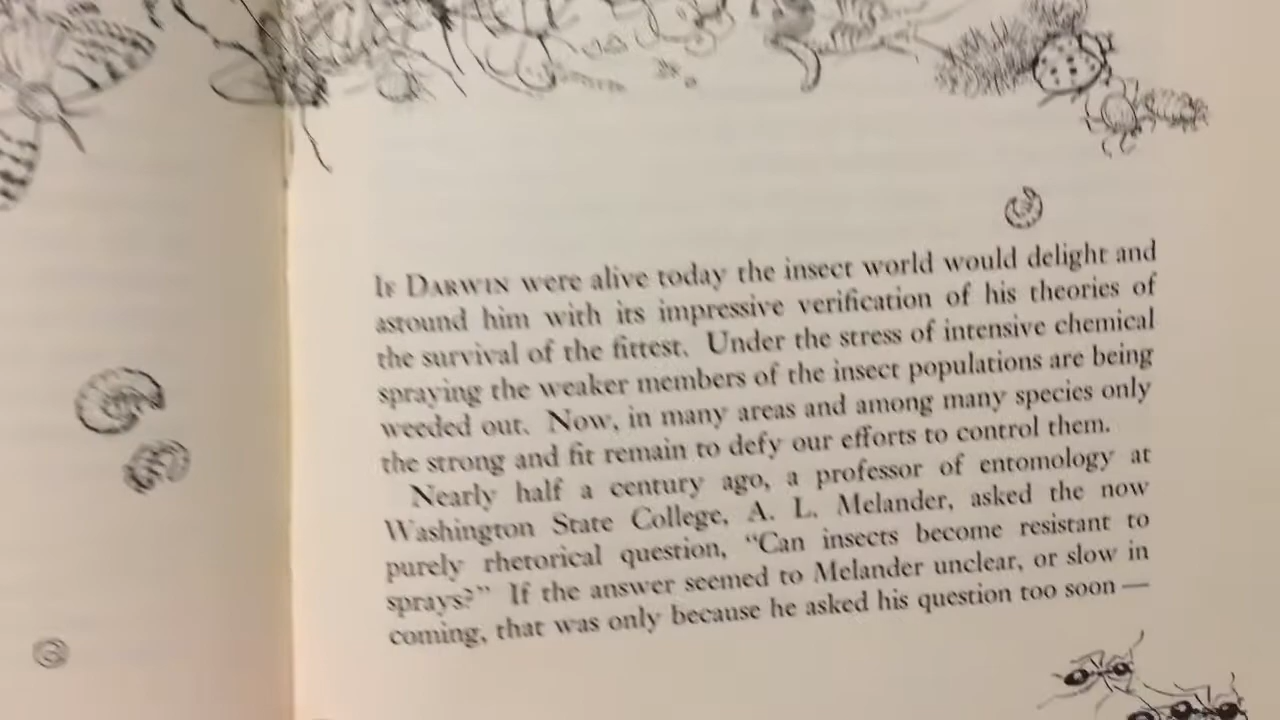 If Darwin were alive today the insect world would delight and
astound him with its impressive verification of his theories of
the survival of the fittest. Under the stress of intensive chemical
spraying the weaker members of the insect populations are being
weeded out. Now, in many areas and among many species only
the strong and fit remain to defy our efforts to control them.
Nearly half a century ago, a professor of entomology at
Washington State College, A. L. Melander, asked the now
purely rhetorical question, “Can insects become resistant to
sprays?” If the answer seemed to Melander unclear, or slow in
coming, that was only because he asked his question too soon —